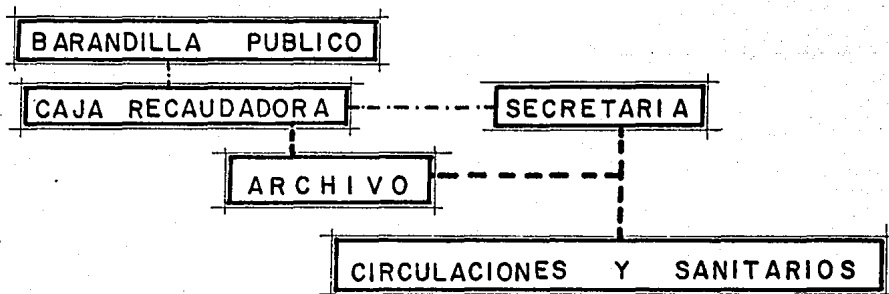 BARANDILLA PUBLICO
CAJA RECAUDADORA
SECRETARIA
ARCHIVO
CIRCULACIONES Y SANITARIOS